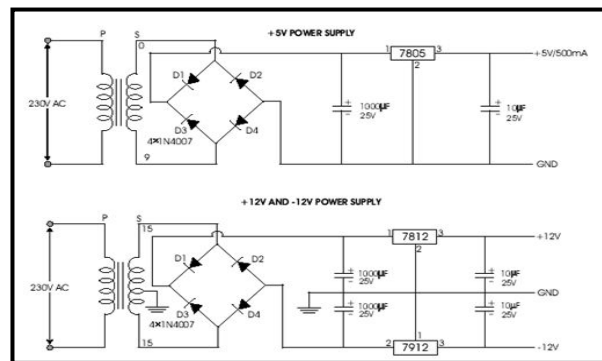 +5V POWER SUPPLY
P
S
0
D1
D2
1
7805
3
2
+5V/500mA
230V AC
1000µF
25V
10µF
25V
D3
D4
4×1N4007
9
GND
+12V AND -12V POWER SUPPLY
P
S
15
D1
D2
1
7812
3
2
+12V
1000µF
25V
10µF
25V
230V AC
GND
1000µF
25V
10µF
25V
D3
D4
4×1N4007
15
1
2
7912
3
-12V